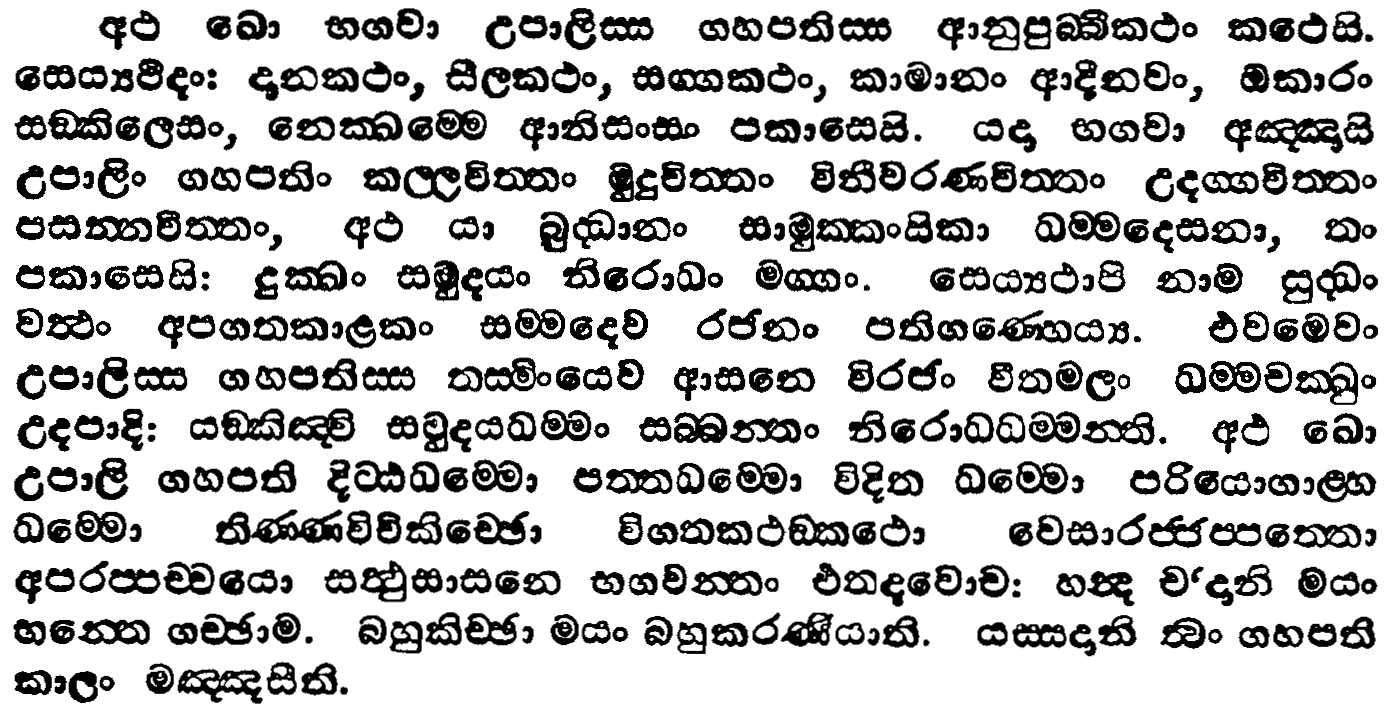 අථ ඛො භගවා උපාලිස්ස ගහපතිස්ස ආනුපුබ්බිකථං කථෙසි.
සෙය්‍යථිදං: දානකථං, සීලකථං, සග්ගකථං, කාමානං ආදීනවං, ඔකාරං
සඞ්කිලෙසං, නෙක්ඛම්මෙ ආනිසංසං පකාසෙසි. යදා භගවා අඤ්ඤාසි
උපාලිං ගහපතිං කල්ලචිත්තං මුදුචිත්තං විනීවරණචිත්තං උදග්ගචිත්තං
පසන්නචිත්තං, අථ යා බුද්ධානං සාමුක්කංසිකා ධම්මදෙසනා, තං
පකාසෙසි: දුක්ඛං සමුදයං නිරොධං මග්ගං. සෙය්‍යථාපි නාම සුද්ධං
වත්ථං අපගතකාළකං සම්මදෙව රජනං පතිගණ්හෙය්‍ය. එවමෙවං
උපාලිස්ස ගහපතිස්ස තස්මිංයෙව ආසනෙ විරජං වීතමලං ධම්මචක්ඛුං
උදපාදි: යඞ්කිඤ්චි සමුදයධම්මං සබ්බන්තං නිරොධධම්මන්ති. අථ ඛො
උපාලි ගහපති දිට්ඨධම්මො පත්තධම්මො විදිත ධම්මො පරියොගාළ්හ
ධම්මො තිණ්ණවිචිකිච්ඡො විගතකථඞ්කථො වෙසාරජ්ජප්පත්තො
අපරප්පච්චයො සත්ථුසාසනෙ භගවන්තං එතදවොච: හන්ද ච‘දානි මයං
භන්තෙ ගච්ඡාම. බහුකිච්ඡා මයං බහුකරණීයාති. යස්සදානි ත්වං ගහපති
කාලං මඤ්ඤසීති.